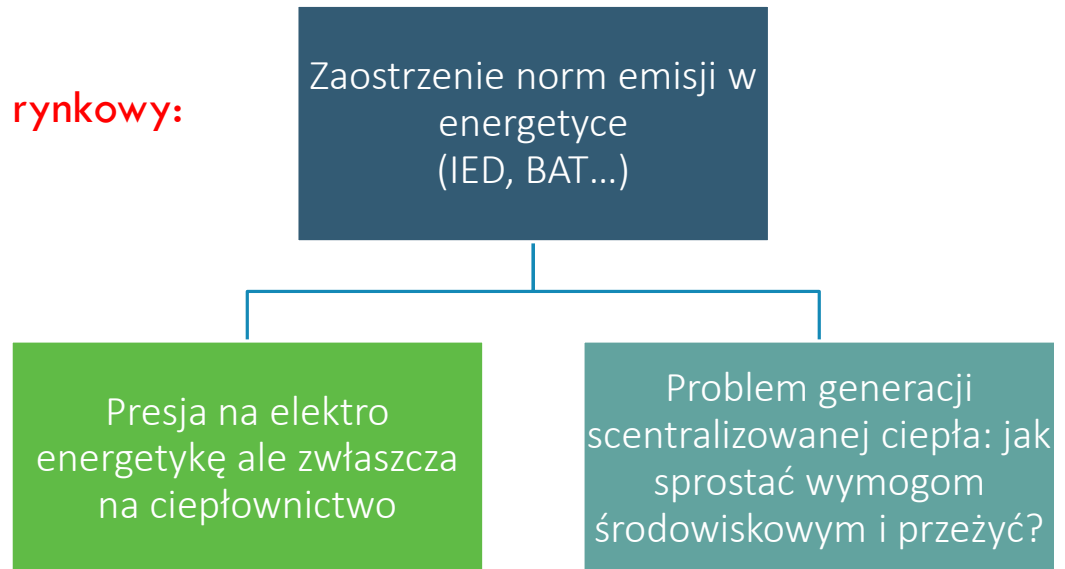 rynkowy:
Zaostrzenie norm emisji w
energetyce
(IED, BAT…)
Presja na elektro
energetykę ale zwłaszcza
na ciepłownictwo
Problem generacji
scentralizowanej ciepła: jak
sprostać wymogom
środowiskowym i przeżyć?